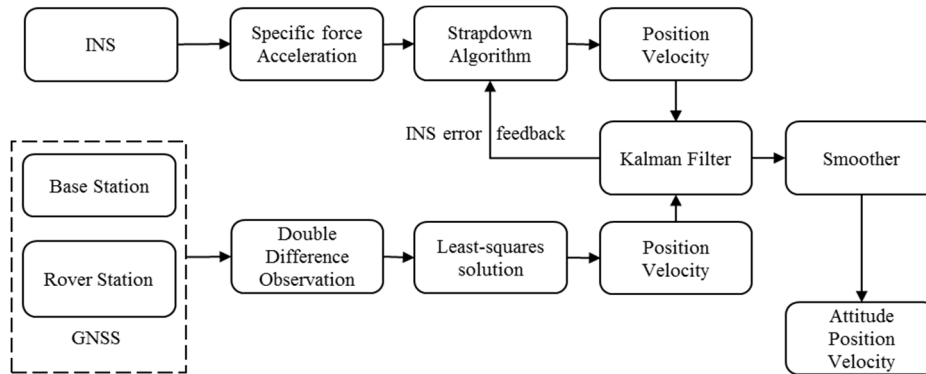 INS
Specific force
Acceleration
Strapdown
Algorithm
Position
Velocity
INS error feedback
Kalman Filter
Smoother
Base Station
Rover Station
GNSS
Double
Difference
Observation
Least-squares
solution
Position
Velocity
Attitude
Position
Velocity